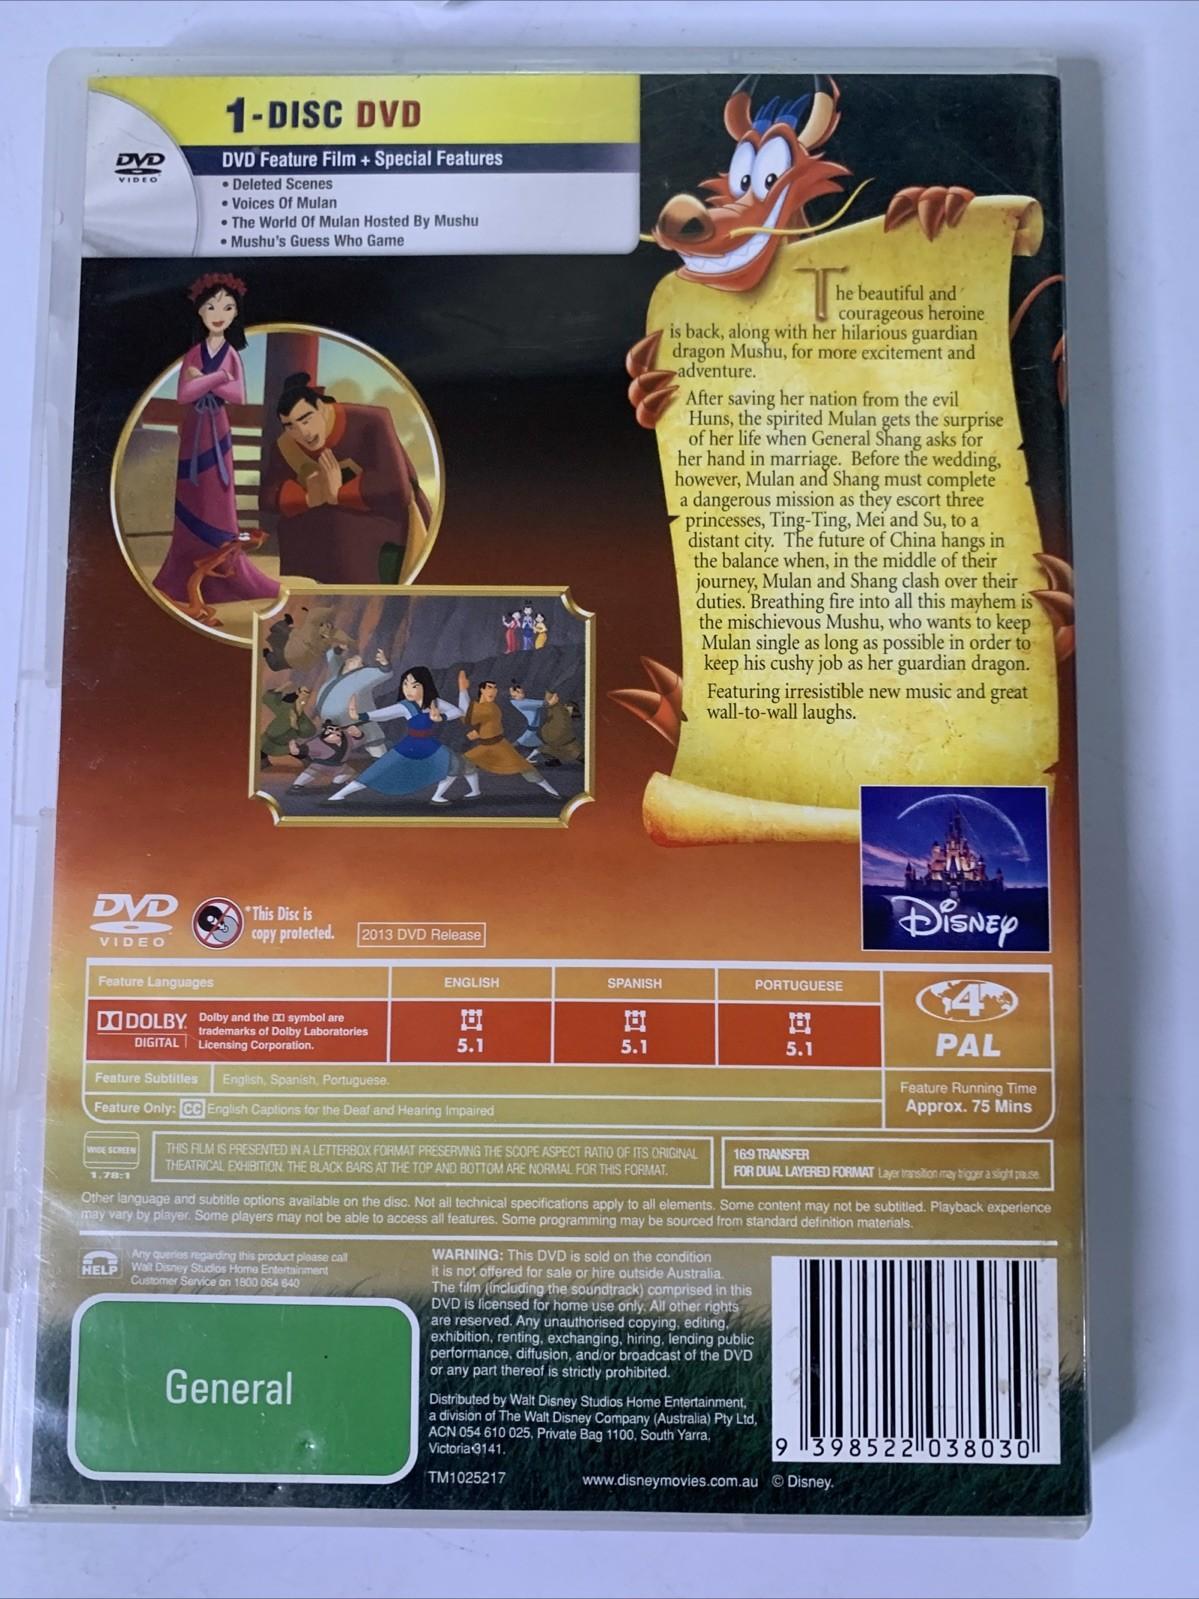 1-DISC DVD
DVD
VIDEO
DVD Feature Film + Special Features
• Deleted Scenes
• Voices Of Mulan
• The World Of Mulan Hosted By Mushu
• Mushu's Guess Who Game
The beautiful and
courageous heroine
is back, along with her hilarious guardian
dragon Mushu, for more excitement and
adventure.
After saving her nation from the evil
Huns, the spirited Mulan gets the surprise
of her life when General Shang asks for
her hand in marriage. Before the wedding,
however, Mulan and Shang must complete
a dangerous mission as they escort three
princesses, Ting-Ting, Mei and Su, to a
distant city. The future of China hangs in
the balance when, in the middle of their
journey, Mulan and Shang clash over their
duties. Breathing fire into all this mayhem is
the mischievous Mushu, who wants to keep
Mulan single as long as possible in order to
keep his cushy job as her guardian dragon.
Featuring irresistible new music and great
wall-to-wall laughs.
Disney
DVD
VIDEO
*This Disc is
copy protected.
2013 DVD Release
Feature Languages
ENGLISH
SPANISH
PORTUGUESE
DOLBY
DIGITAL
Dolby and the DD symbol are
trademarks of Dolby Laboratories
Licensing Corporation.
5.1
5.1
5.1
4
PAL
Feature Subtitles
English, Spanish, Portuguese.
Feature Only: CC English Captions for the Deaf and Hearing Impaired
Feature Running Time
Approx. 75 Mins
WIDE SCREEN
1.78:1
THIS FILM IS PRESENTED IN A LETTERBOX FORMAT PRESERVING THE SCOPE ASPECT RATIO OF ITS ORIGINAL
THEATRICAL EXHIBITION. THE BLACK BARS AT THE TOP AND BOTTOM ARE NORMAL FOR THIS FORMAT.
16:9 TRANSFER
FOR DUAL LAYERED FORMAT Layer transition may trigger a slight pause.
Other language and subtitle options available on the disc. Not all technical specifications apply to all elements. Some content may not be subtitled. Playback experience
may vary by player. Some players may not be able to access all features. Some programming may be sourced from standard definition materials.
HELP
Any queries regarding this product please call
Walt Disney Studios Home Entertainment
Customer Service on 1800 064 640
General
WARNING: This DVD is sold on the condition
it is not offered for sale or hire outside Australia.
The film (including the soundtrack) comprised in this
DVD is licensed for home use only. All other rights
are reserved. Any unauthorised copying, editing,
exhibition, renting, exchanging, hiring, lending public
performance, diffusion, and/or broadcast of the DVD
or any part thereof is strictly prohibited.
Distributed by Walt Disney Studios Home Entertainment,
a division of The Walt Disney Company (Australia) Pty Ltd,
ACN 054 610 025, Private Bag 1100, South Yarra,
Victoria 3141.
TM1025217
www.disneymovies.com.au © Disney.
9 398522 038030